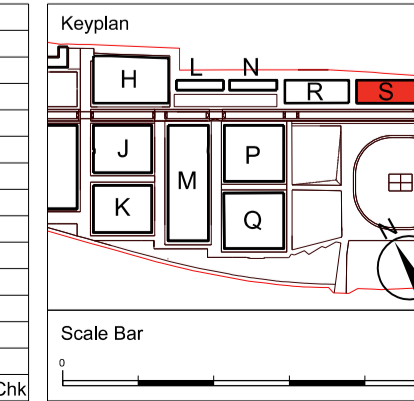 Keyplan
L N
H R S
J P
M
K Q
N
Scale Bar
0
Chk